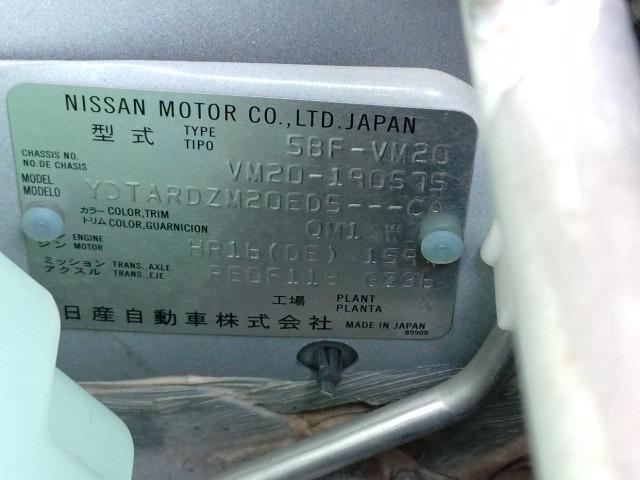 NISSAN MOTOR CO.,LTD.JAPAN
型式 TYPE TIPO 5BF-VM20
CHASSIS NO. NO.DE CHASIS VM20-190575
MODEL MODELO
カラー COLOR,TRIM
トリム COLOR,GUARNICION QM1
ENGINE MOTOR HR16(DE)
ミッション TRANS.,AXLE
アクスル TRANS.,EJE
工場 PLANT PLANTA
日産自動車株式会社 MADE IN JAPAN
89909